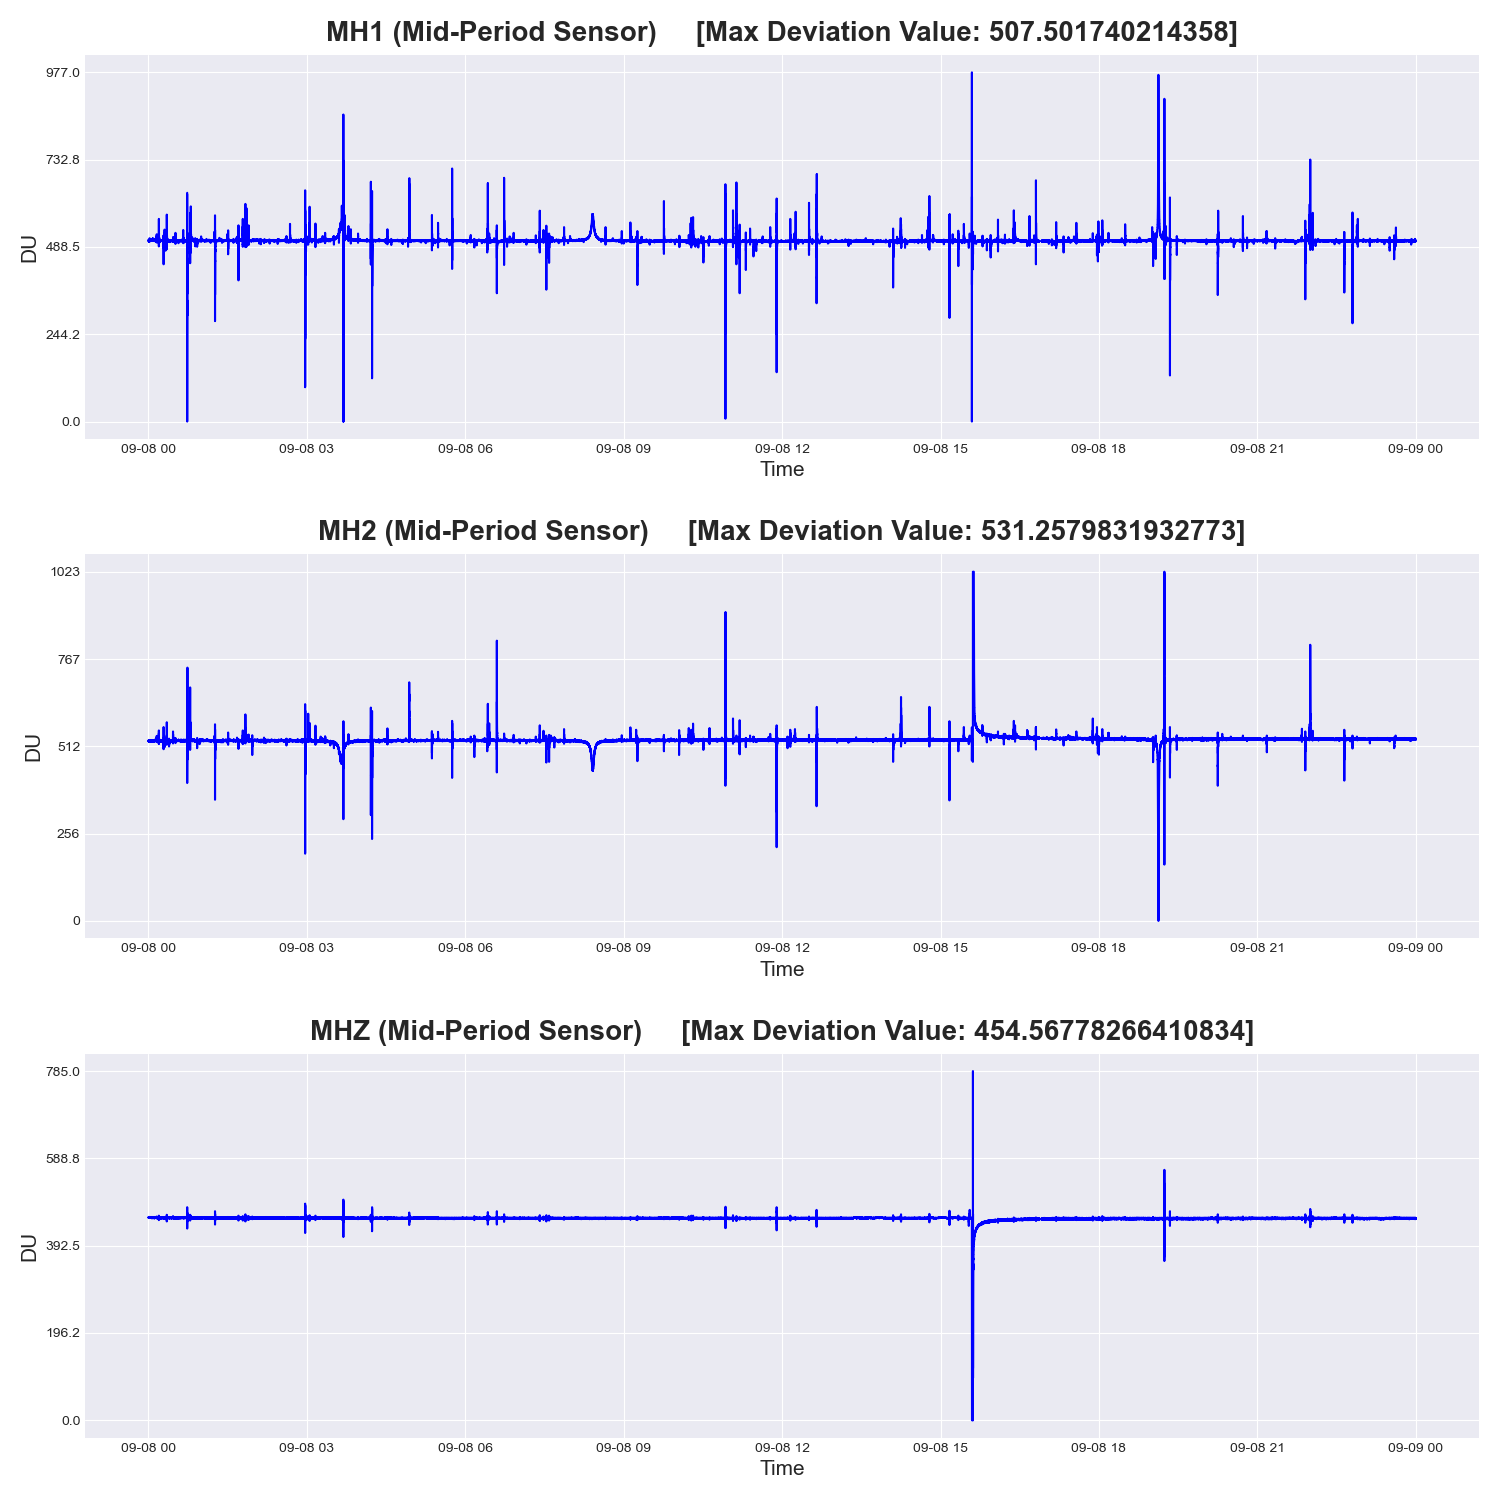 MH1 (Mid-Period Sensor)     [Max Deviation Value: 507.501740214358]
977.0
732.8
488.5
244.2
0.0
DU
09-08 00 09-08 03 09-08 06 09-08 09 09-08 12 09-08 15 09-08 18 09-08 21 09-09 00
Time
MH2 (Mid-Period Sensor)     [Max Deviation Value: 531.2579831932773]
1023
767
512
256
0
DU
09-08 00 09-08 03 09-08 06 09-08 09 09-08 12 09-08 15 09-08 18 09-08 21 09-09 00
Time
MHZ (Mid-Period Sensor)     [Max Deviation Value: 454.56778266410834]
785.0
588.8
392.5
196.2
0.0
DU
09-08 00 09-08 03 09-08 06 09-08 09 09-08 12 09-08 15 09-08 18 09-08 21 09-09 00
Time